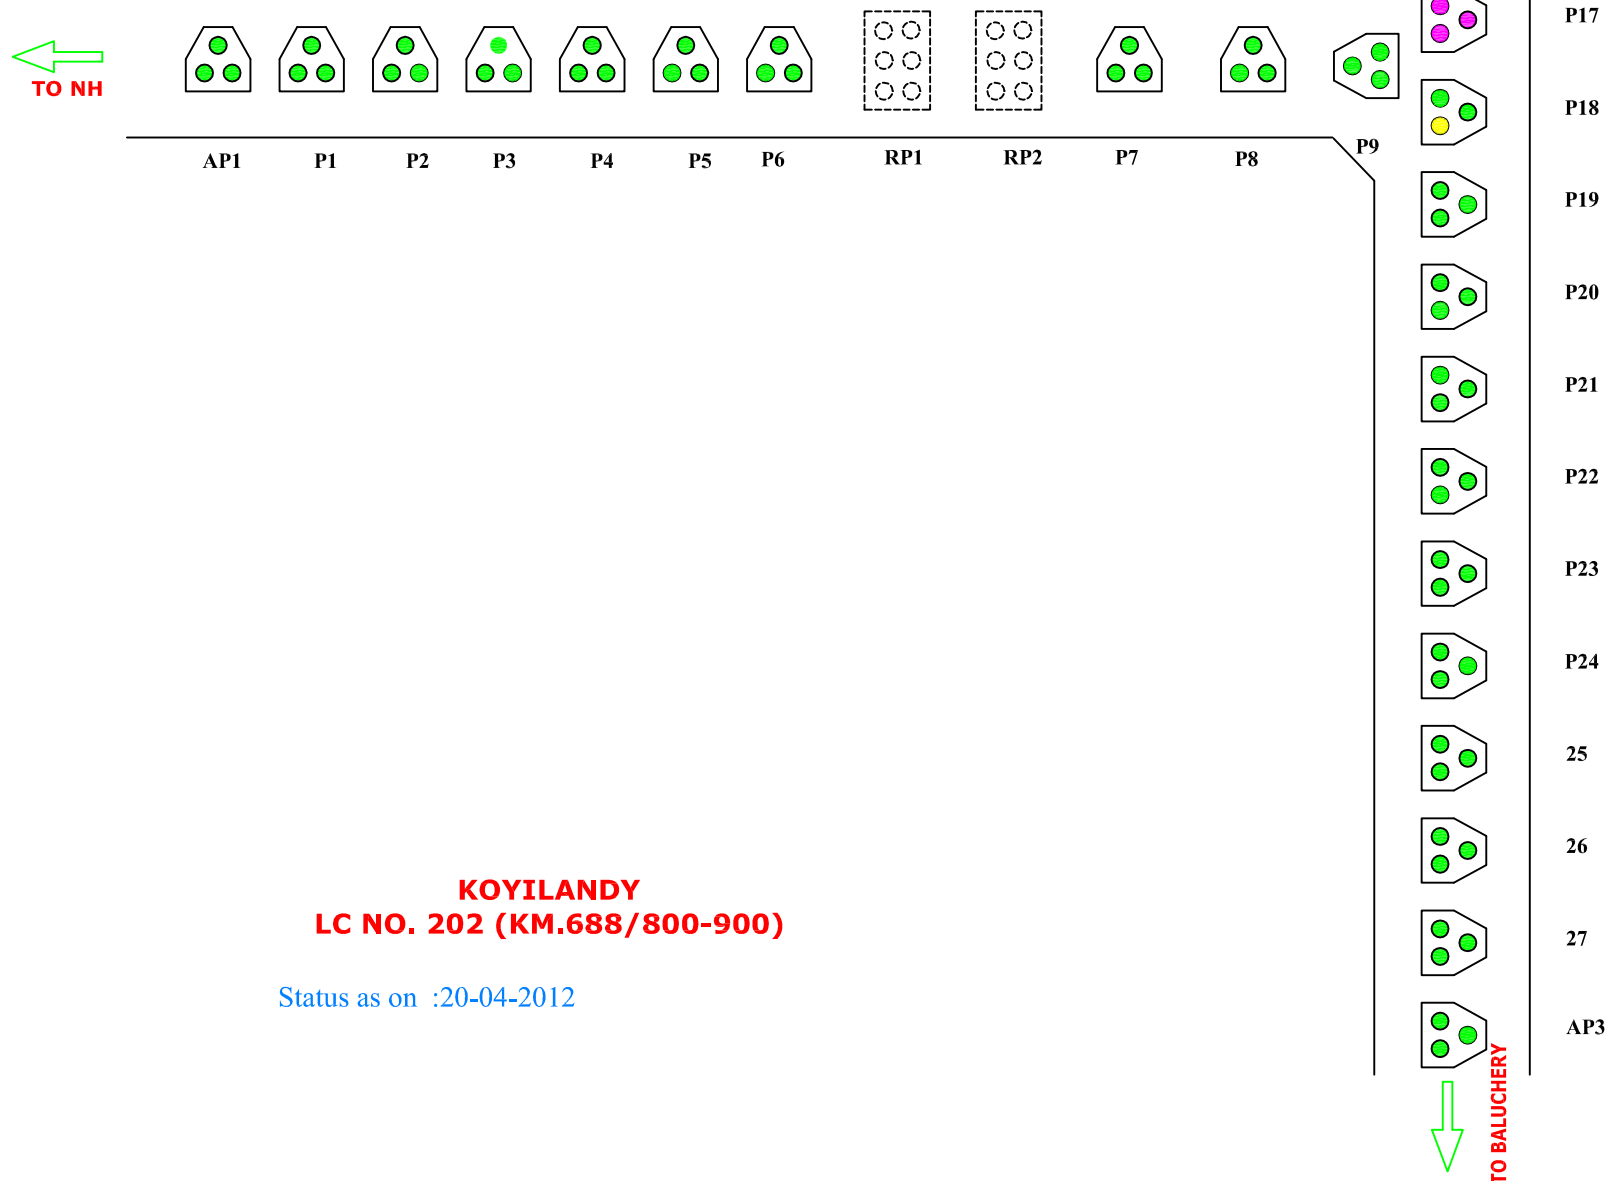 P17
TO NH
P18
P9
AP1 P1 P2 P3 P4 P5 P6 RP1 RP2 P7 P8
P19
P20
P21
P22
P23
P24
25
26
KOYILANDY
LC NO. 202 (KM.688/800-900)
27
Status as on :20-04-2012
AP3
TO BALUCHERY